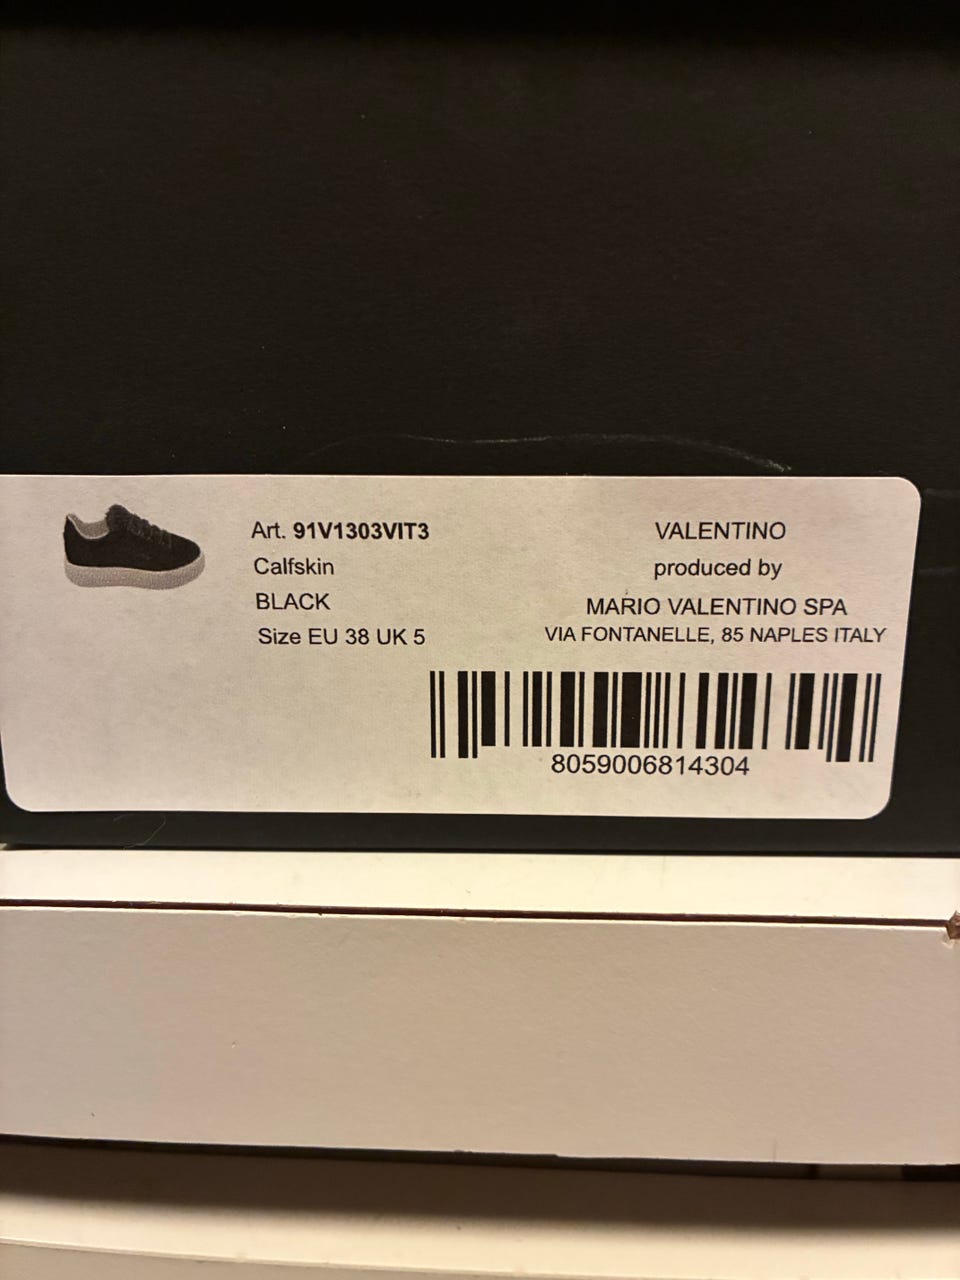 Art. 91V1303VIT3
Calfskin
BLACK
Size EU 38 UK 5
VALENTINO
produced by
MARIO VALENTINO SPA
VIA FONTANELLE, 85 NAPLES ITALY
8059006814304